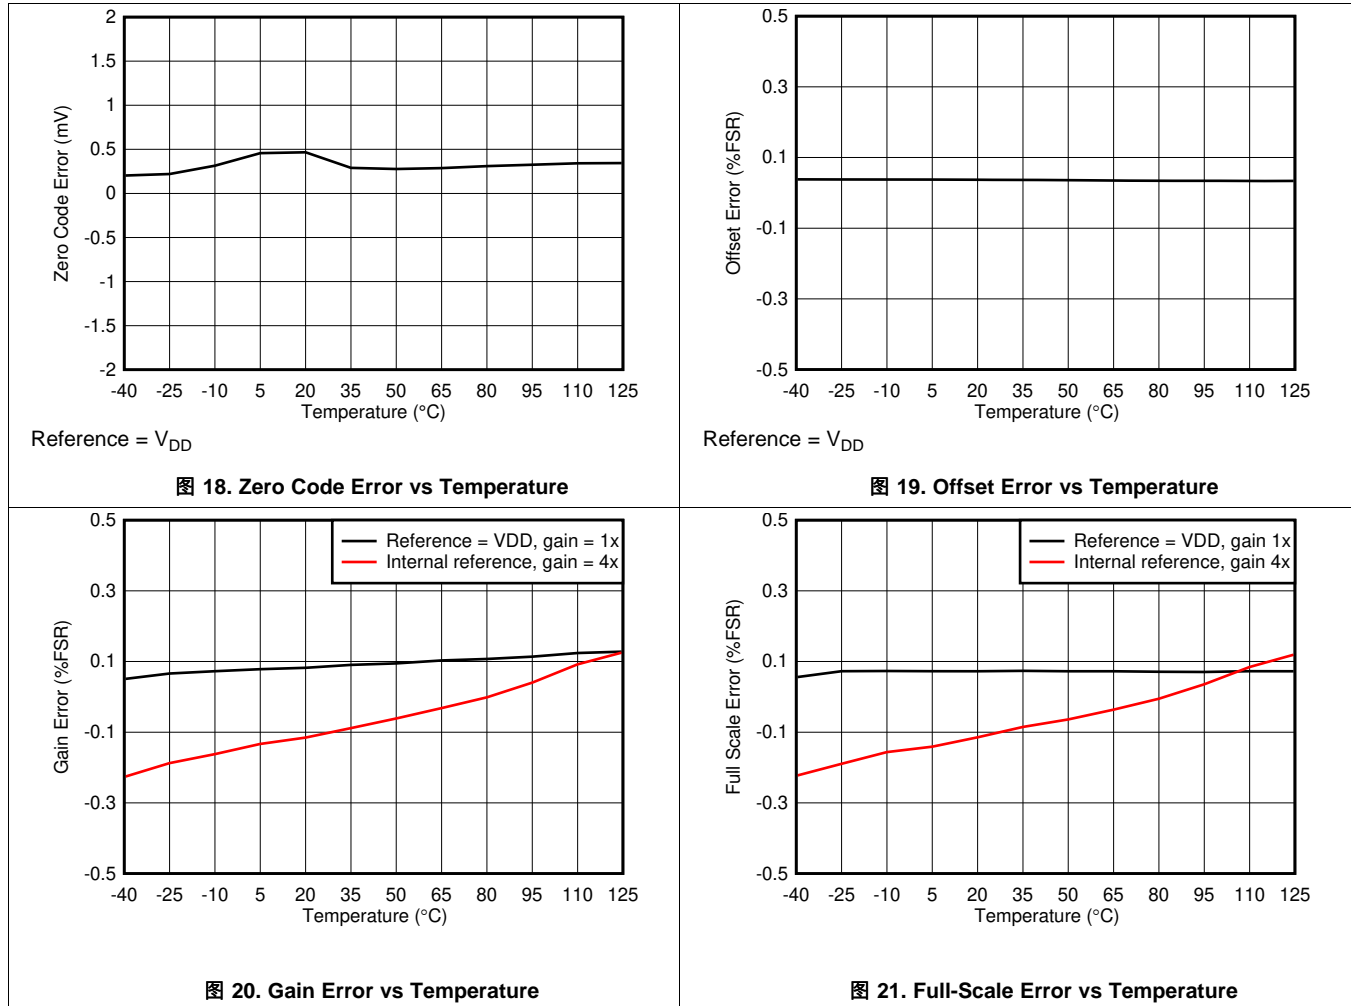 2
1.5
1
0.5
0
-0.5
-1
-1.5
-2
Zero Code Error (mV)
-40 -25 -10 5 20 35 50 65 80 95 110 125
Temperature (°C)
Reference = VDD
图 18. Zero Code Error vs Temperature
0.5
0.3
0.1
-0.1
-0.3
-0.5
Offset Error (%FSR)
-40 -25 -10 5 20 35 50 65 80 95 110 125
Temperature (°C)
Reference = VDD
图 19. Offset Error vs Temperature
0.5
0.3
0.1
-0.1
-0.3
-0.5
Gain Error (%FSR)
Reference = VDD, gain = 1x
Internal reference, gain = 4x
-40 -25 -10 5 20 35 50 65 80 95 110 125
Temperature (°C)
图 20. Gain Error vs Temperature
0.5
0.3
0.1
-0.1
-0.3
-0.5
Full Scale Error (%FSR)
Reference = VDD, gain 1x
Internal reference, gain 4x
-40 -25 -10 5 20 35 50 65 80 95 110 125
Temperature (°C)
图 21. Full-Scale Error vs Temperature